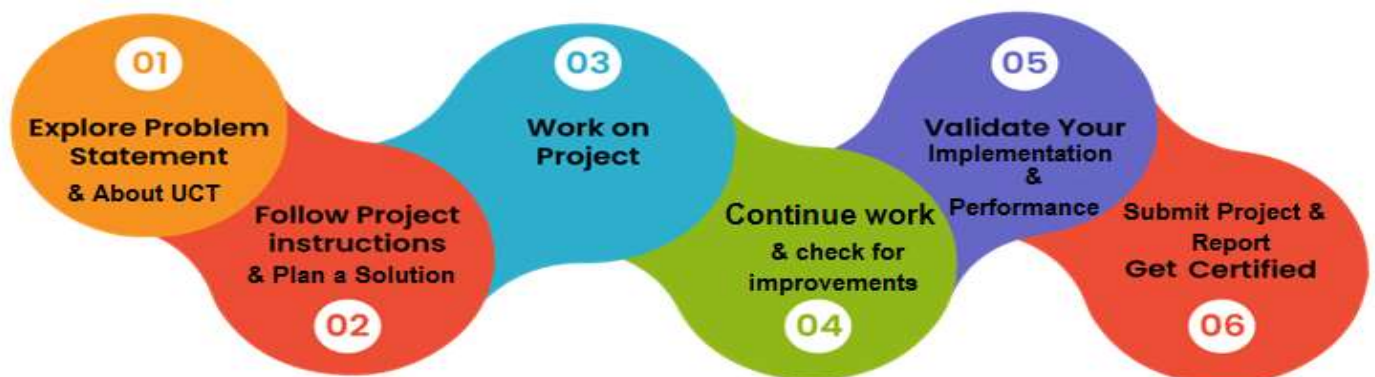 01
Explore Problem
Statement
& About UCT
Follow Project
instructions
& Plan a Solution
02
03
Work on
Project
Continue work
& check for
improvements
04
05
Validate Your
Implementation
&
Performance
Submit Project &
Report
Get Certified
06